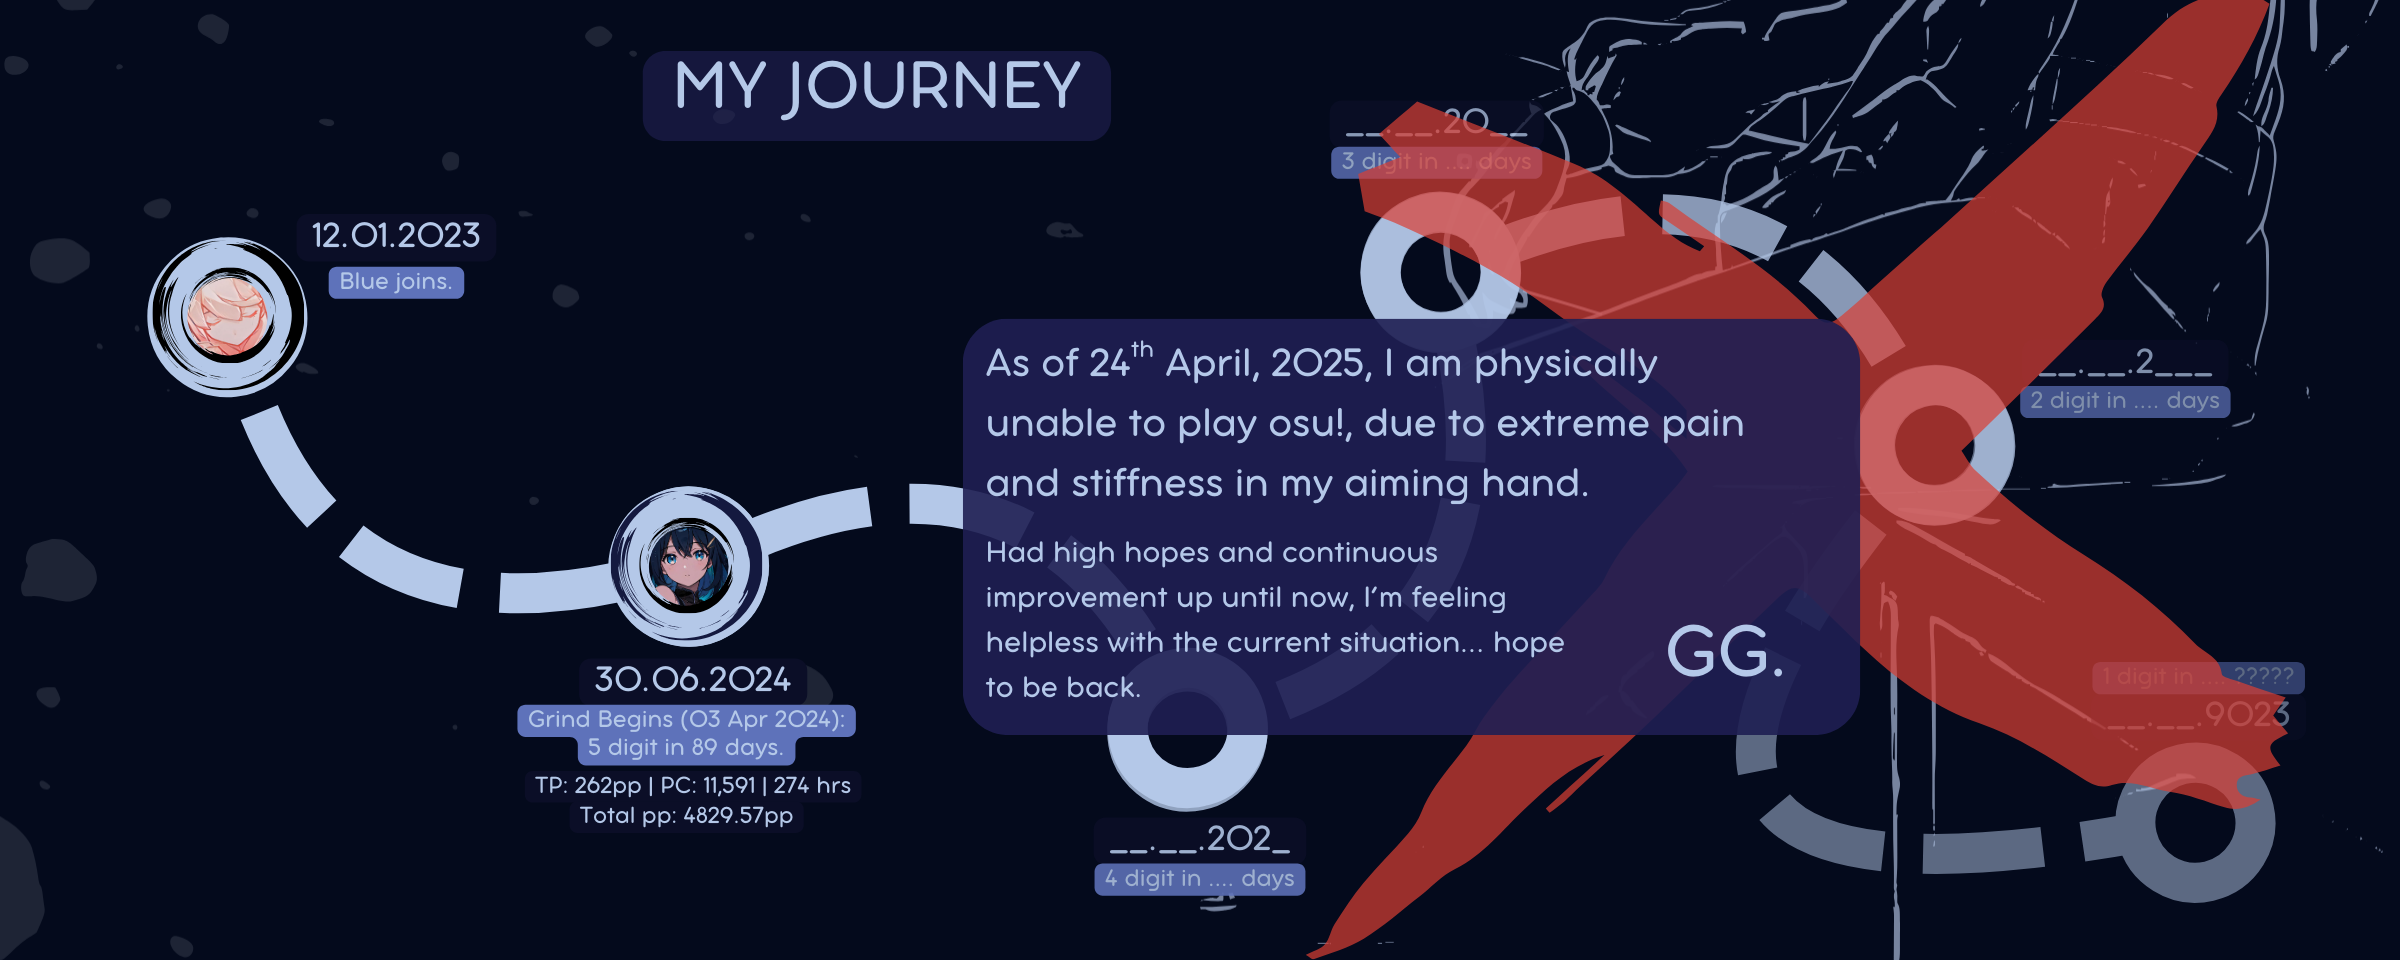 MY JOURNEY
12.01.2023
Blue joins.
30.06.2024
Grind Begins (03 Apr 2024):
5 digit in 89 days.
TP: 262pp | PC: 11,591 | 274 hrs
Total pp: 4829.57pp
__.__.202_
4 digit in .... days
__.__.20__
3 digit in .... days
__.__.2___
2 digit in .... days
1 digit in .... ?????
__.__.9023
As of 24th April, 2025, I am physically
unable to play osu!, due to extreme pain
and stiffness in my aiming hand.
Had high hopes and continuous
improvement up until now, I'm feeling
helpless with the current situation... hope
to be back.
GG.